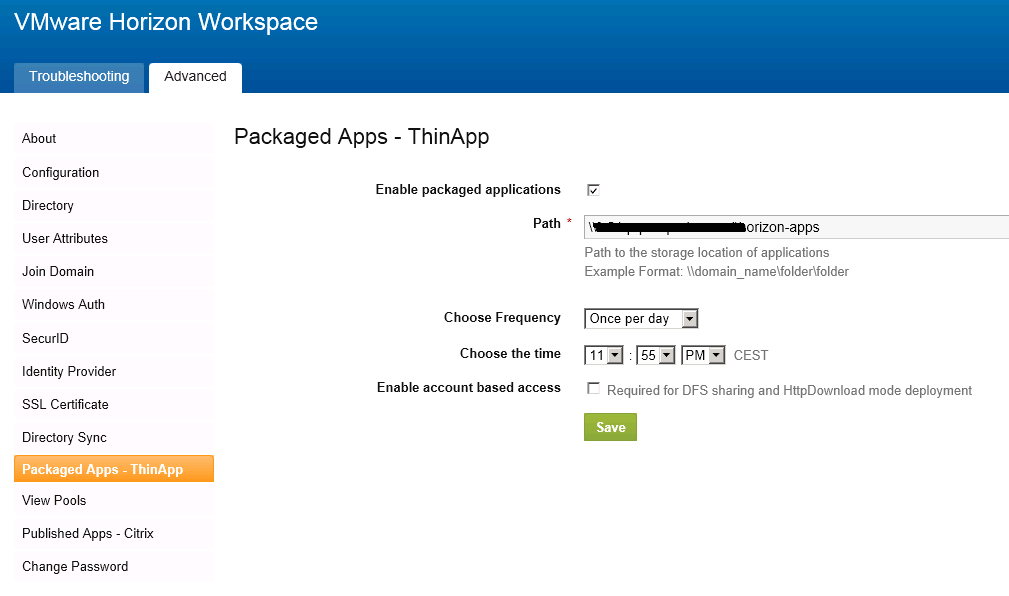 VMware Horizon Workspace
Troubleshooting
Advanced
About
Configuration
Directory
User Attributes
Join Domain
Windows Auth
SecurID
Identity Provider
SSL Certificate
Directory Sync
Packaged Apps - ThinApp
View Pools
Published Apps - Citrix
Change Password
Packaged Apps - ThinApp
Enable packaged applications
Path *
orizon-apps
Path to the storage location of applications
Example Format: \\domain_name\folder\folder
Choose Frequency Once per day
Choose the time 11 : 55 PM CEST
Enable account based access Required for DFS sharing and HttpDownload mode deployment
Save